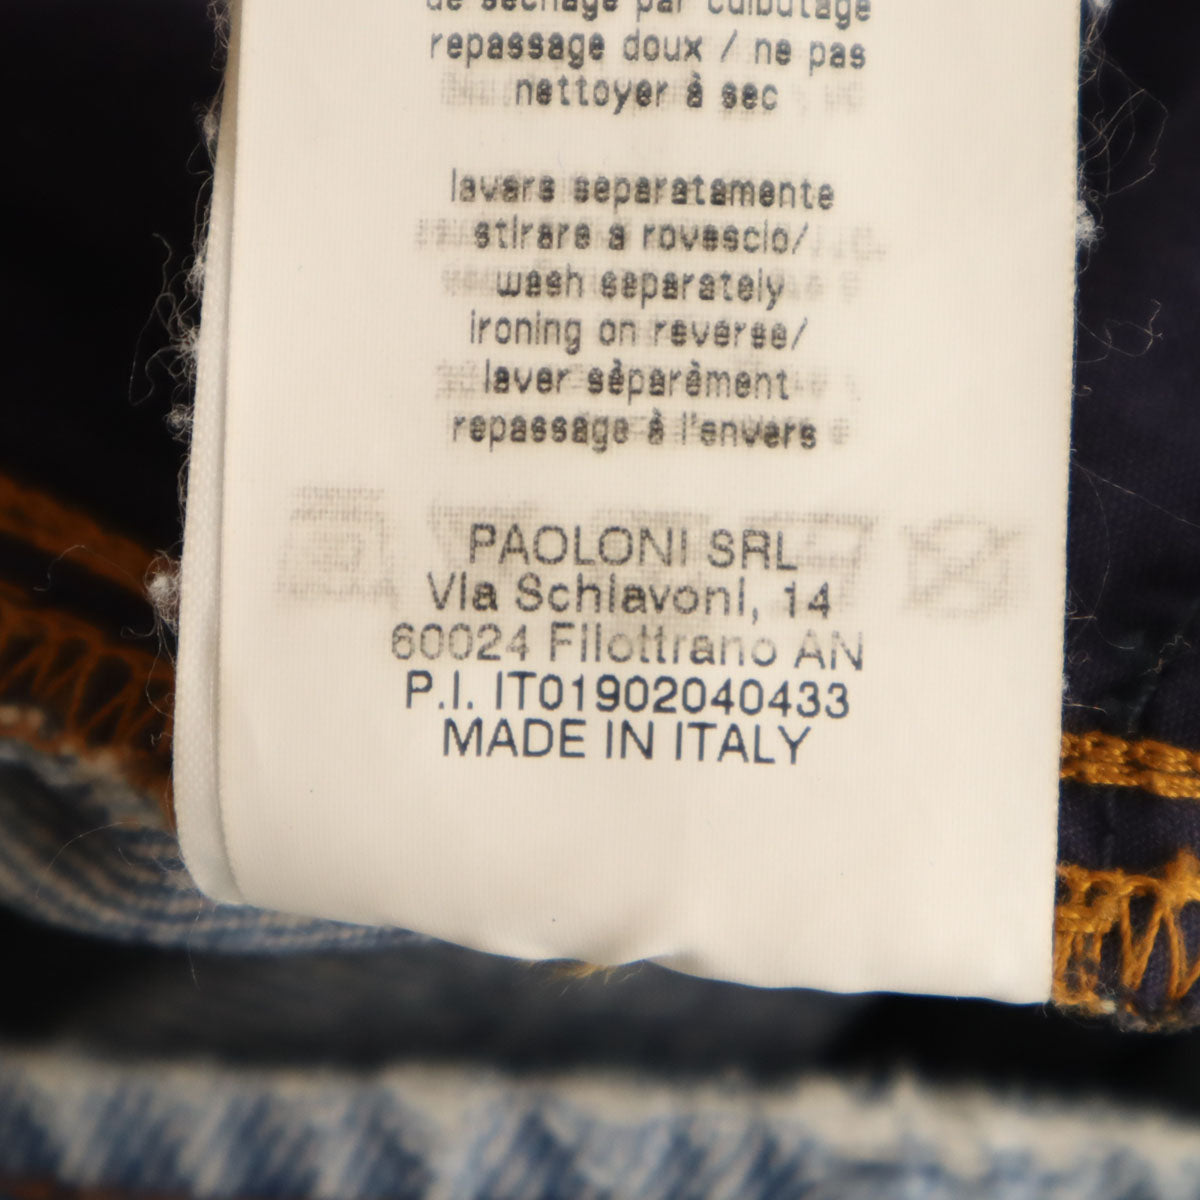 de séchage par culbutage
repassage doux / ne pas
nettoyer à sec
lavare separatamente
stirare a rovescio/
wash separately
ironing on reverse/
laver sèparèment
repassage à l'envers
PAOLONI SRL
Via Schiavoni, 14
60024 Filottrano AN
P.I. IT01902040433
MADE IN ITALY